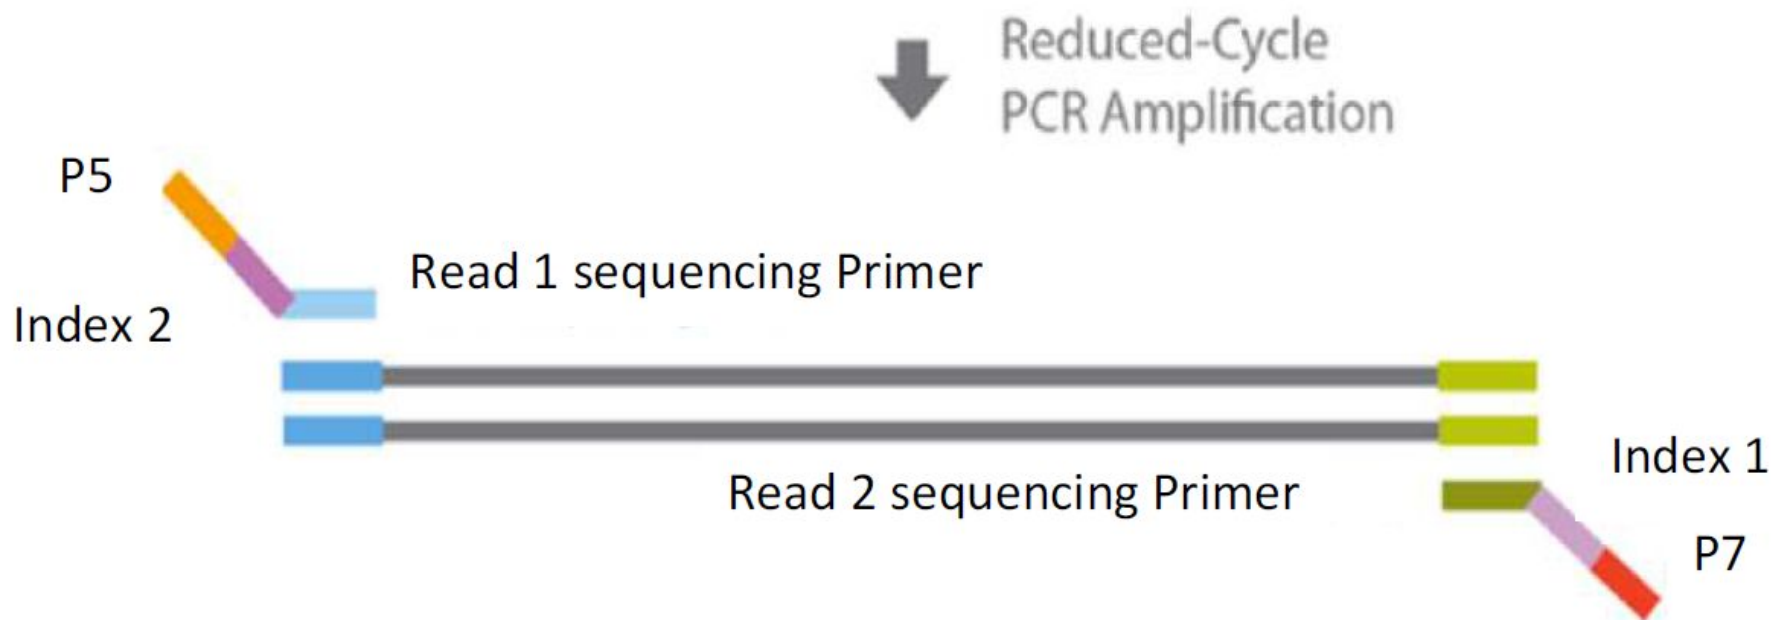 Reduced-Cycle
PCR Amplification
P5
Read 1 sequencing Primer
Index 2
Index 1
Read 2 sequencing Primer
P7